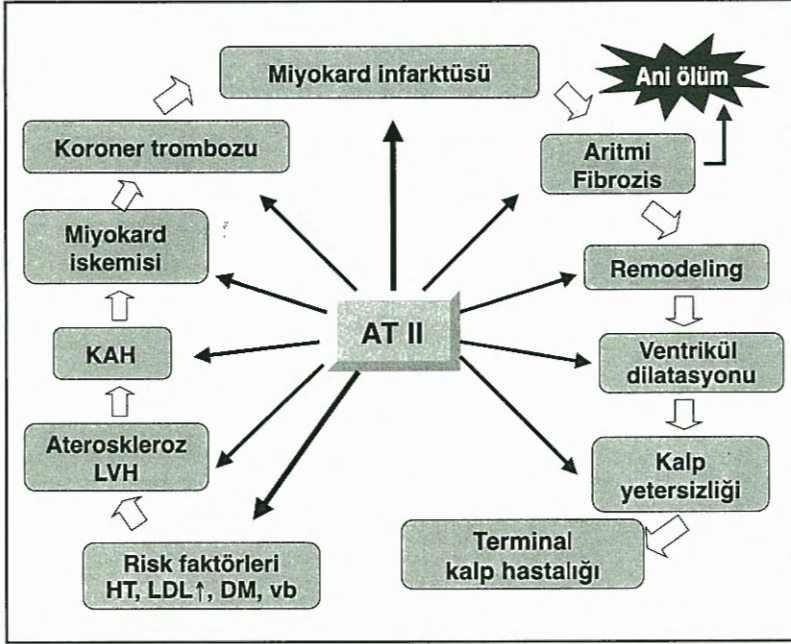 Miyokard infarktüsü
Ani ölüm
Koroner trombozu
Aritmi
Fibrozis
Miyokard
iskemisi
Remodeling
AT II
KAH
Ventrikül
dilatasyonu
Ateroskleroz
LVH
Kalp
yetersizliği
Risk faktörleri
HT, LDL↑, DM, vb
Terminal
kalp hastalığı